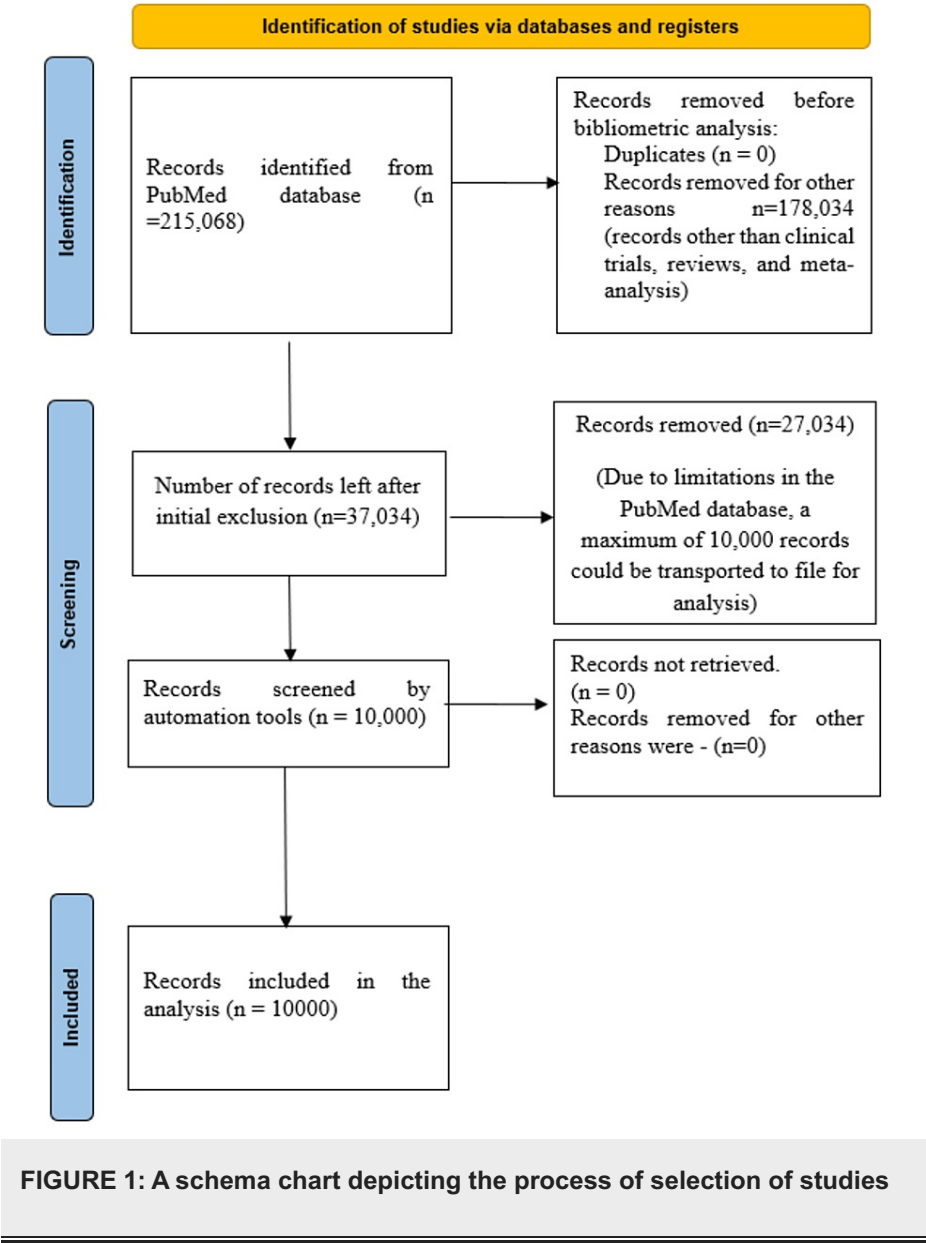 Identification of studies via databases and registers
Identification
Records identified from
PubMed database (n
=215,068)
Records removed before
bibliometric analysis:
Duplicates (n = 0)
Records removed for other
reasons n=178,034
(records other than clinical
trials, reviews, and meta-
analysis)
Screening
Number of records left after
initial exclusion (n=37,034)
Records removed (n=27,034)
(Due to limitations in the
PubMed database, a
maximum of 10,000 records
could be transported to file for
analysis)
Records screened by
automation tools (n = 10,000)
Records not retrieved.
(n = 0)
Records removed for other
reasons were - (n=0)
Included
Records included in the
analysis (n = 10000)
FIGURE 1: A schema chart depicting the process of selection of studies